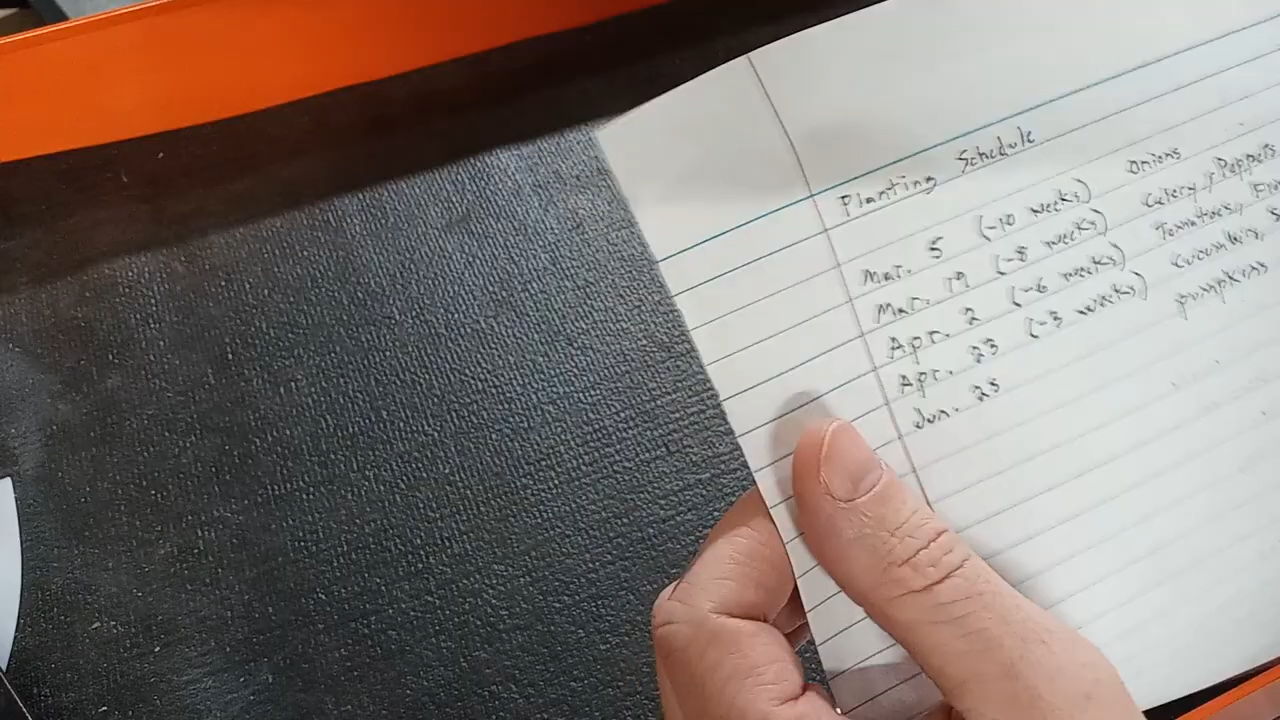 Planting Schedule
Mar. 5 (-10 weeks) Onions
Mar. 19 (-8 weeks) Celery, Peppers
Apr. 2 (-6 weeks) Tomatoes,
Apr. 23 (-3 weeks) Cucumber,
Jun. 25 pumpkins